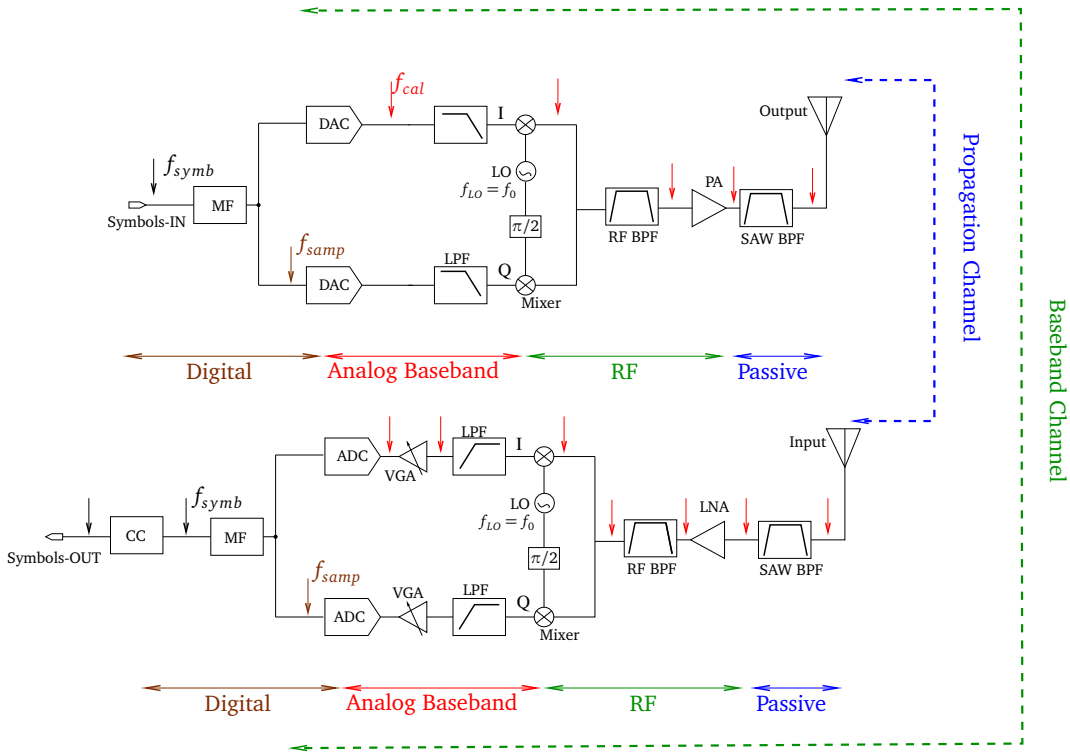 f_cal
Output
DAC
I
Propagation Channel
f_symb
LO
f_LO = f_0
PA
MF
Symbols-IN
π/2
RF BPF
SAW BPF
f_samp
LPF
Q
DAC
Mixer
Baseband Channel
Digital
Analog Baseband
RF
Passive
LPF
I
Input
ADC
VGA
f_symb
LO
f_LO = f_0
LNA
CC
MF
Symbols-OUT
π/2
RF BPF
SAW BPF
f_samp
VGA
LPF
Q
ADC
Mixer
Digital
Analog Baseband
RF
Passive